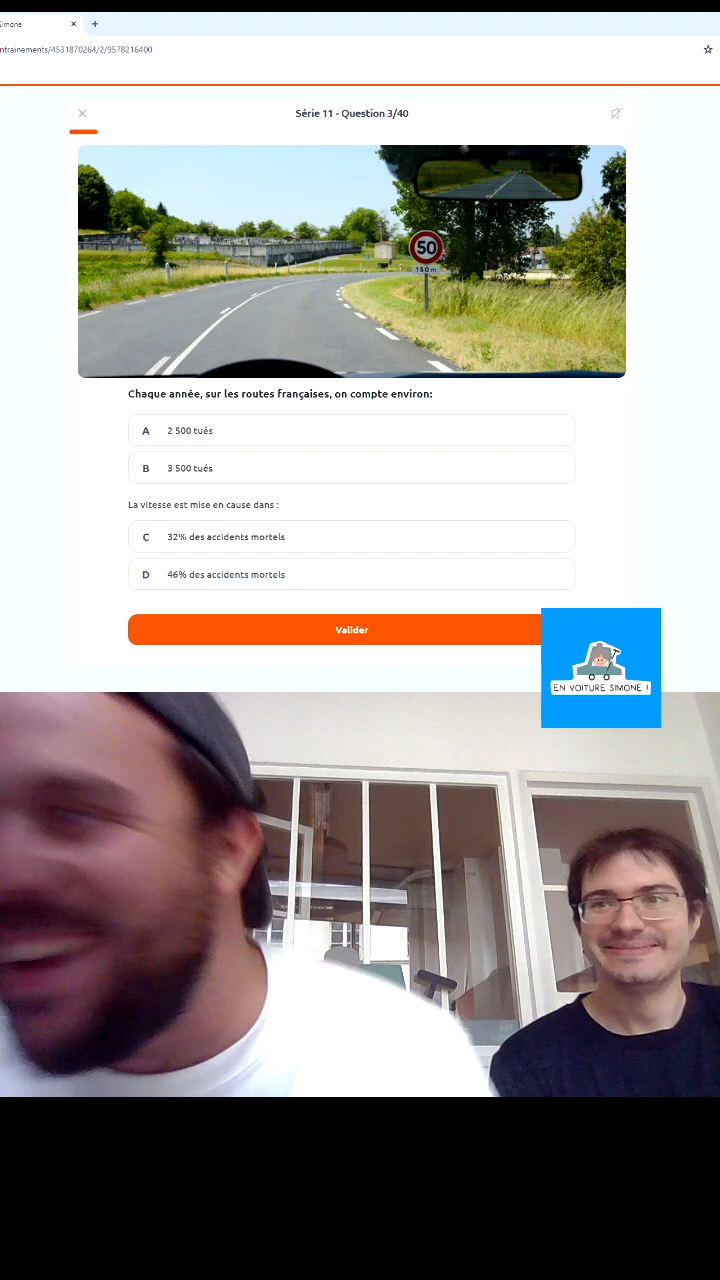 Simone
ntrainements/4531870264/2/9578216400
Série 11 - Question 3/40
50
150 m
Chaque année, sur les routes françaises, on compte environ:
A 2 500 tués
B 3 500 tués
La vitesse est mise en cause dans :
C 32% des accidents mortels
D 46% des accidents mortels
Valider
EN VOITURE SIMONE !